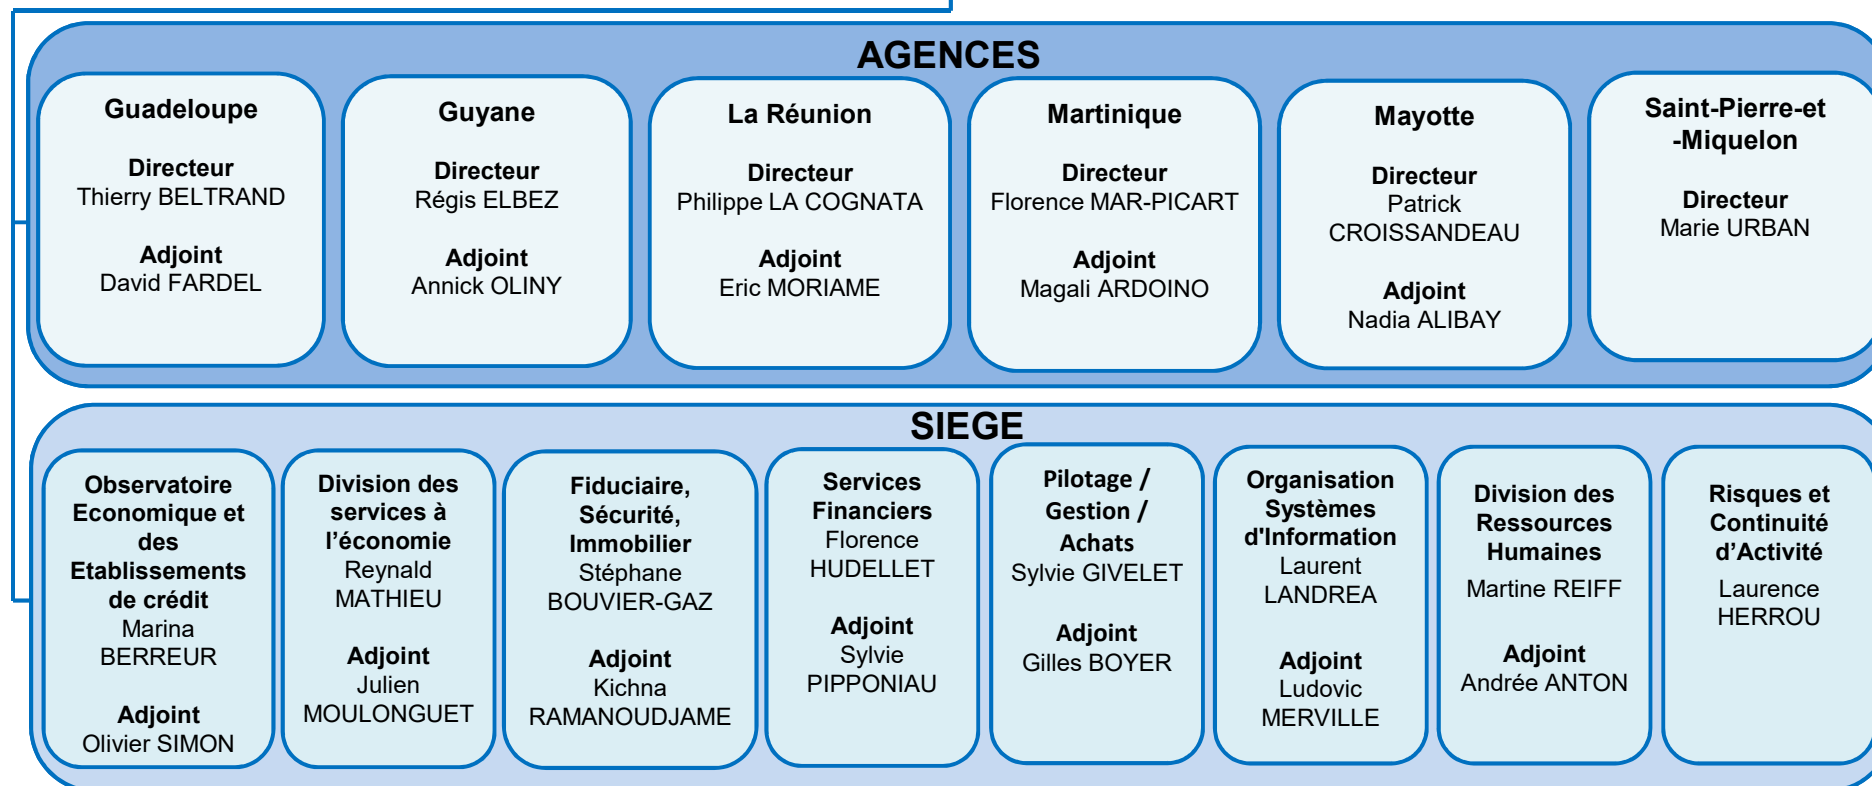 AGENCES
Guadeloupe
Directeur
Thierry BELTRAND
Adjoint
David FARDEL
Guyane
Directeur
Régis ELBEZ
Adjoint
Annick OLINY
La Réunion
Directeur
Philippe LA COGNATA
Adjoint
Eric MORIAME
Martinique
Directeur
Florence MAR-PICART
Adjoint
Magali ARDOINO
Mayotte
Directeur
Patrick
CROISSANDEAU
Adjoint
Nadia ALIBAY
Saint-Pierre-et
-Miquelon
Directeur
Marie URBAN
SIEGE
Observatoire
Economique et
des
Etablissements
de crédit
Marina
BERREUR
Adjoint
Olivier SIMON
Division des
services à
l’économie
Reynald
MATHIEU
Adjoint
Julien
MOULONGUET
Fiduciaire,
Sécurité,
Immobilier
Stéphane
BOUVIER-GAZ
Adjoint
Kichna
RAMANOUDJAME
Services
Financiers
Florence
HUDELLET
Adjoint
Sylvie
PIPPONIAU
Pilotage /
Gestion /
Achats
Sylvie GIVELET
Adjoint
Gilles BOYER
Organisation
Systèmes
d'Information
Laurent
LANDREA
Adjoint
Ludovic
MERVILLE
Division des
Ressources
Humaines
Martine REIFF
Adjoint
Andrée ANTON
Risques et
Continuité
d’Activité
Laurence
HERROU